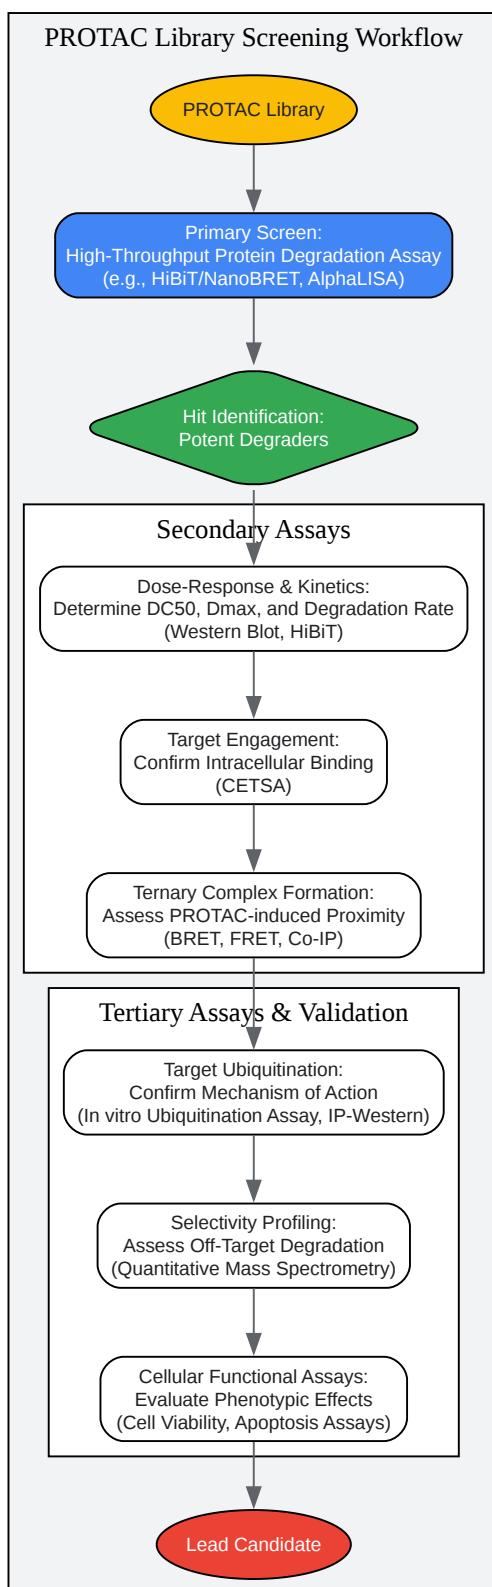 PROTAC Library Screening Workflow
PROTAC Library
Primary Screen:
High-Throughput Protein Degradation Assay
(e.g., HiBiT/NanoBRET, AlphaLISA)
Hit Identification:
Potent Degraders
Secondary Assays
Dose-Response & Kinetics:
Determine DC50, Dmax, and Degradation Rate
(Western Blot, HiBiT)
Target Engagement:
Confirm Intracellular Binding
(CETSA)
Ternary Complex Formation:
Assess PROTAC-induced Proximity
(BRET, FRET, Co-IP)
Tertiary Assays & Validation
Target Ubiquitination:
Confirm Mechanism of Action
(In vitro Ubiquitination Assay, IP-Western)
Selectivity Profiling:
Assess Off-Target Degradation
(Quantitative Mass Spectrometry)
Cellular Functional Assays:
Evaluate Phenotypic Effects
(Cell Viability, Apoptosis Assays)
Lead Candidate